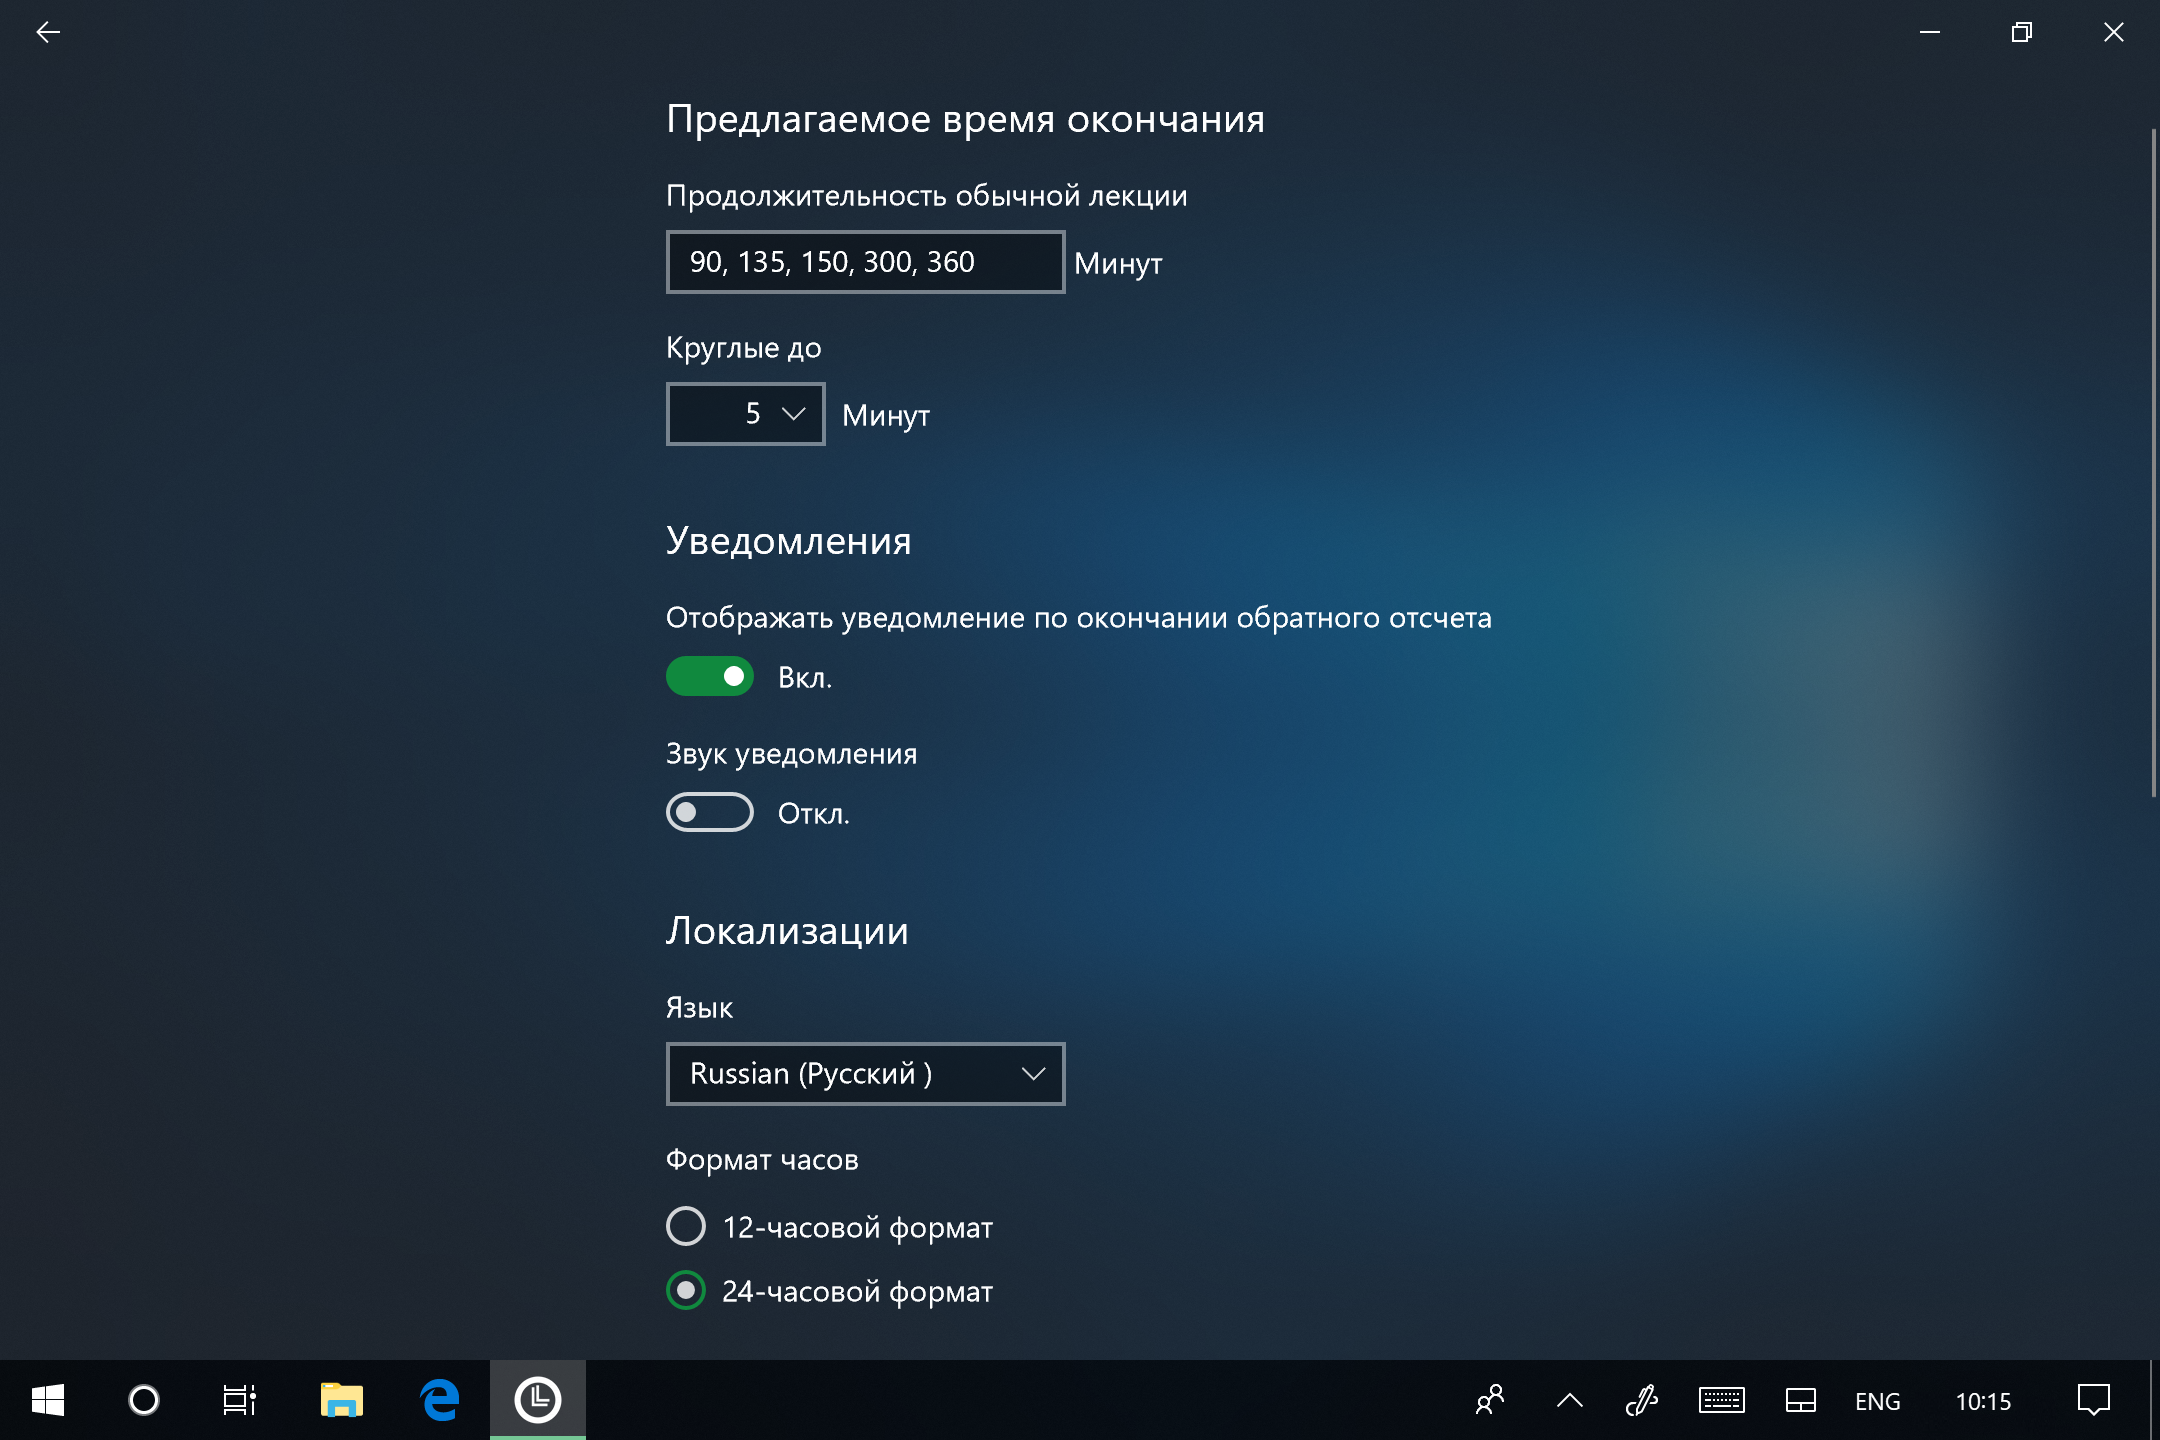 Предлагаемое время окончания
Продолжительность обычной лекции
90, 135, 150, 300, 360 Минут
Круглые до
5 Минут
Уведомления
Отображать уведомление по окончании обратного отсчета
Вкл.
Звук уведомления
Откл.
Локализации
Язык
Russian (Русский )
Формат часов
12-часовой формат
24-часовой формат
ENG 10:15